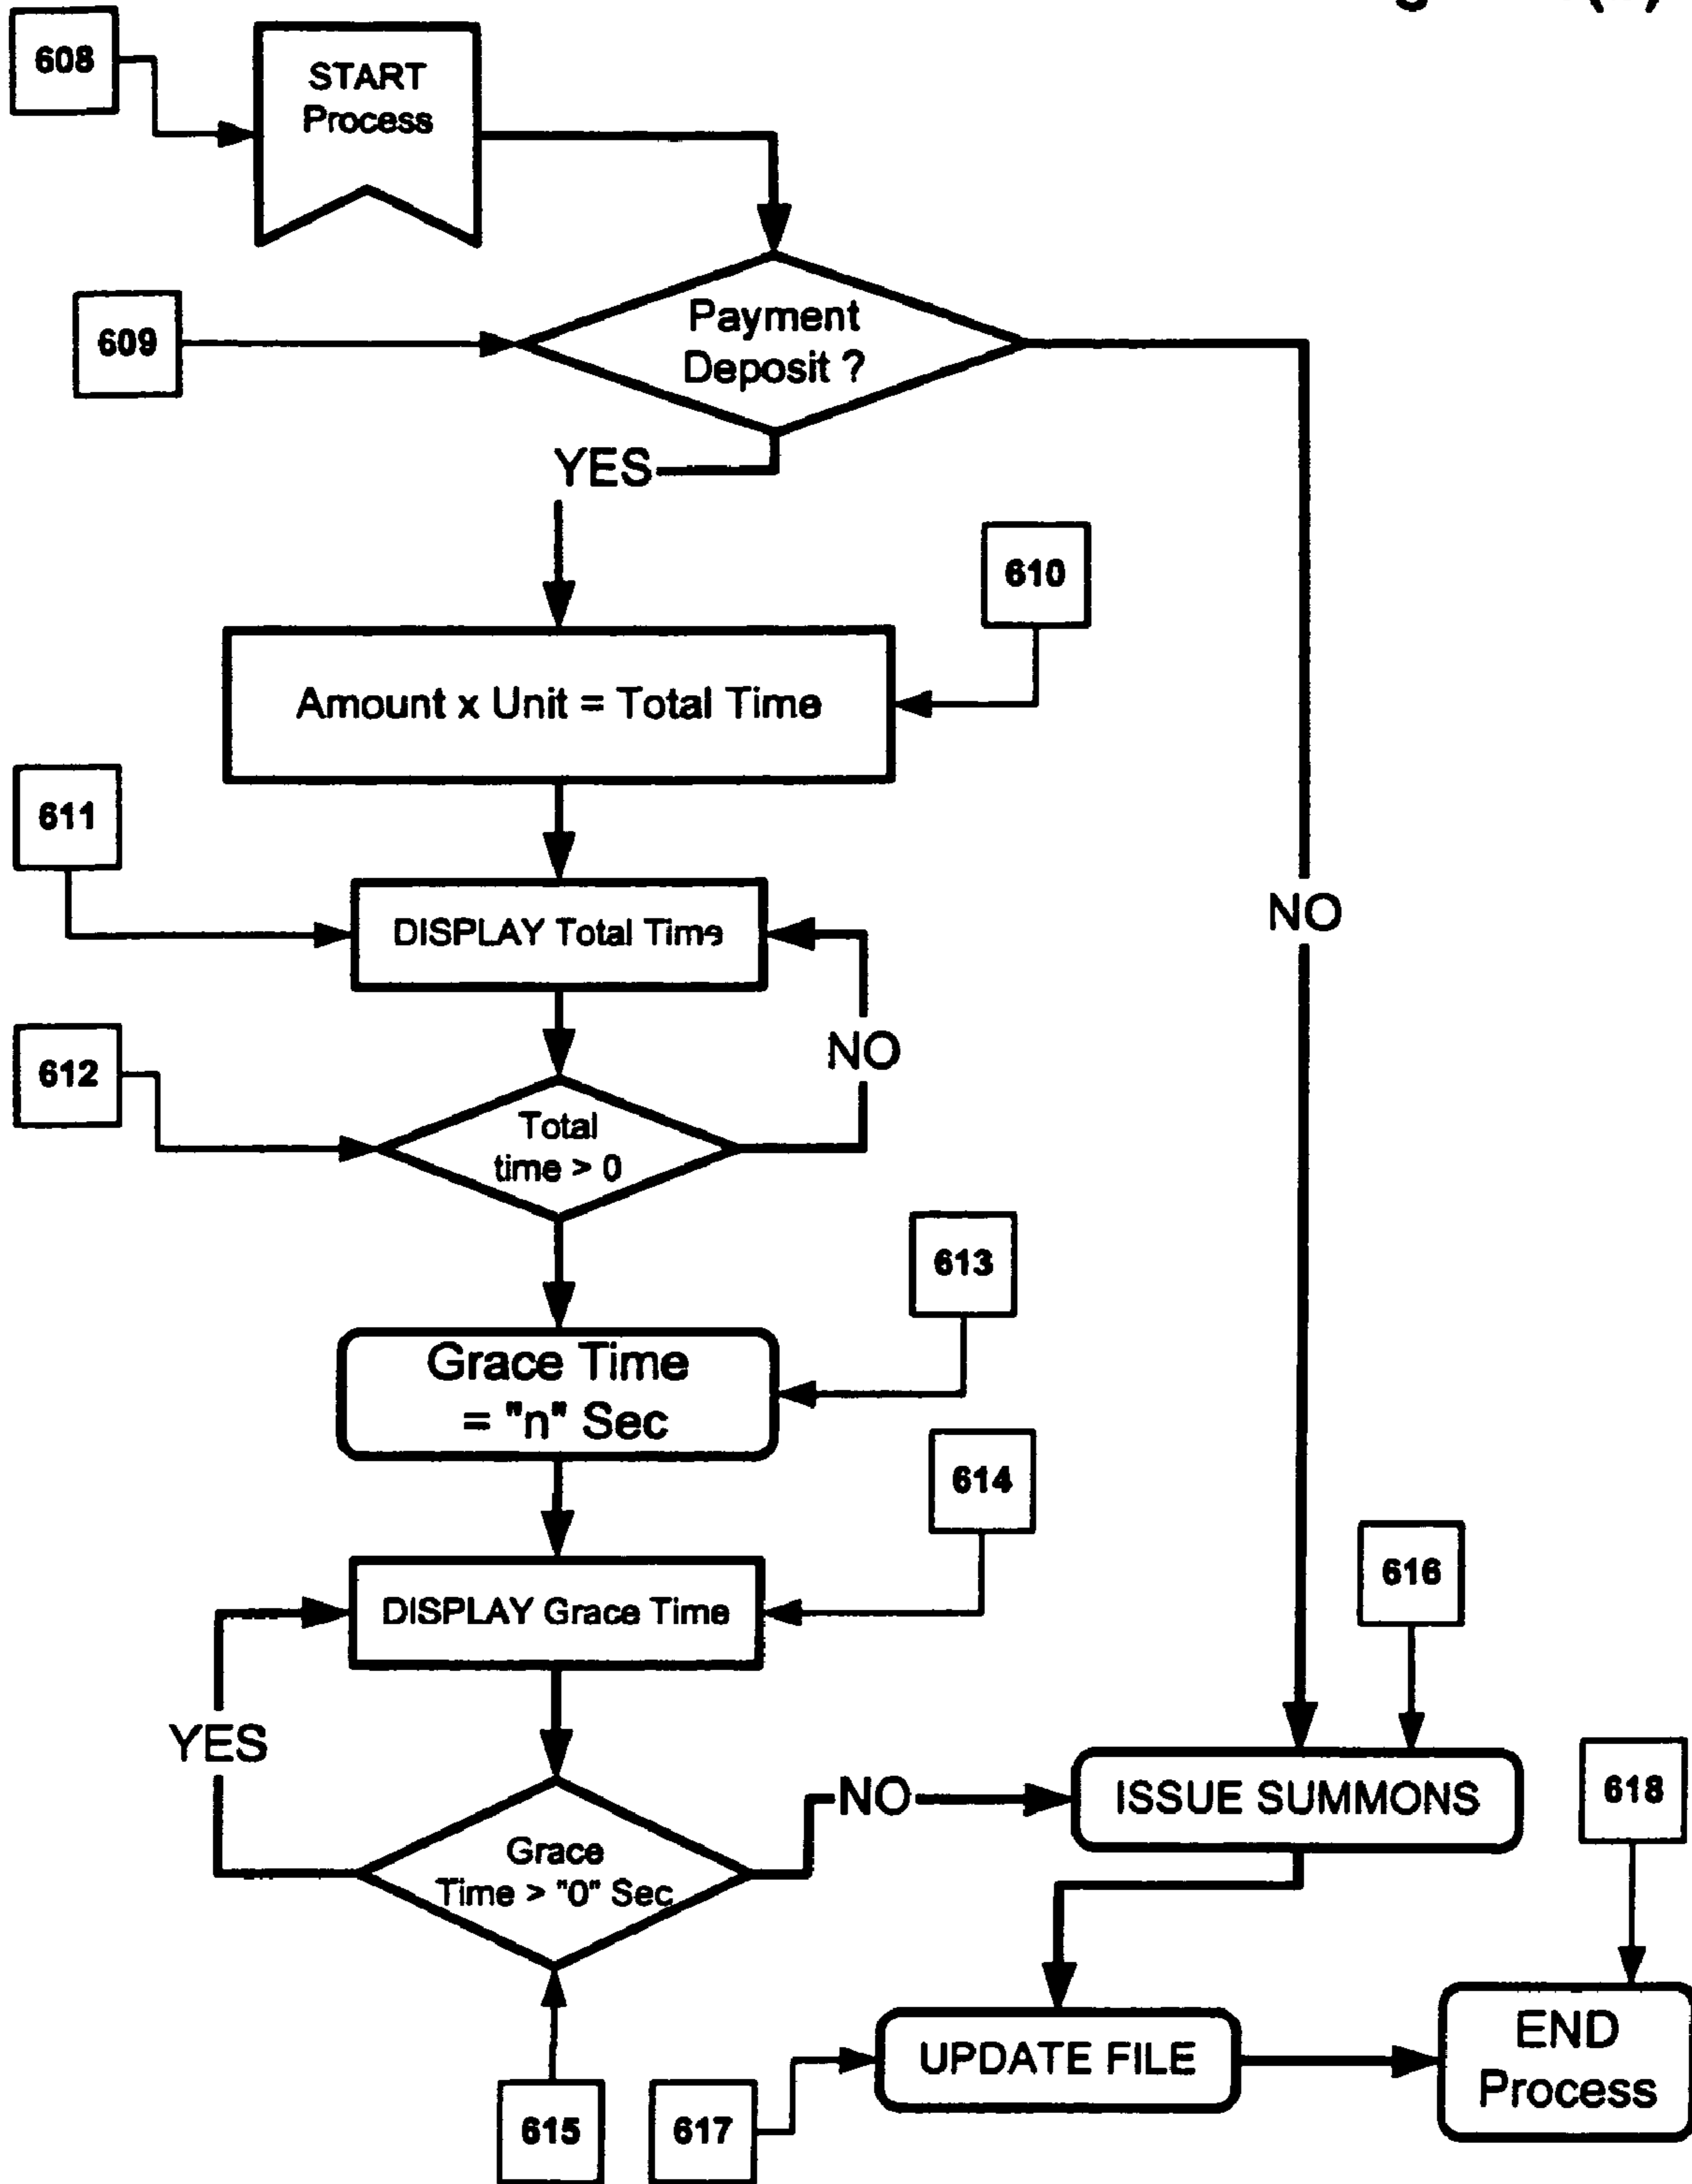 608
START
Process
609
Payment
Deposit ?
YES
610
Amount x Unit = Total Time
611
DISPLAY Total Time
NO
NO
612
Total
time > 0
613
Grace Time
= "n" Sec
614
DISPLAY Grace Time
616
YES
NO
ISSUE SUMMONS
618
Grace
Time > "0" Sec
UPDATE FILE
END
Process
615
617